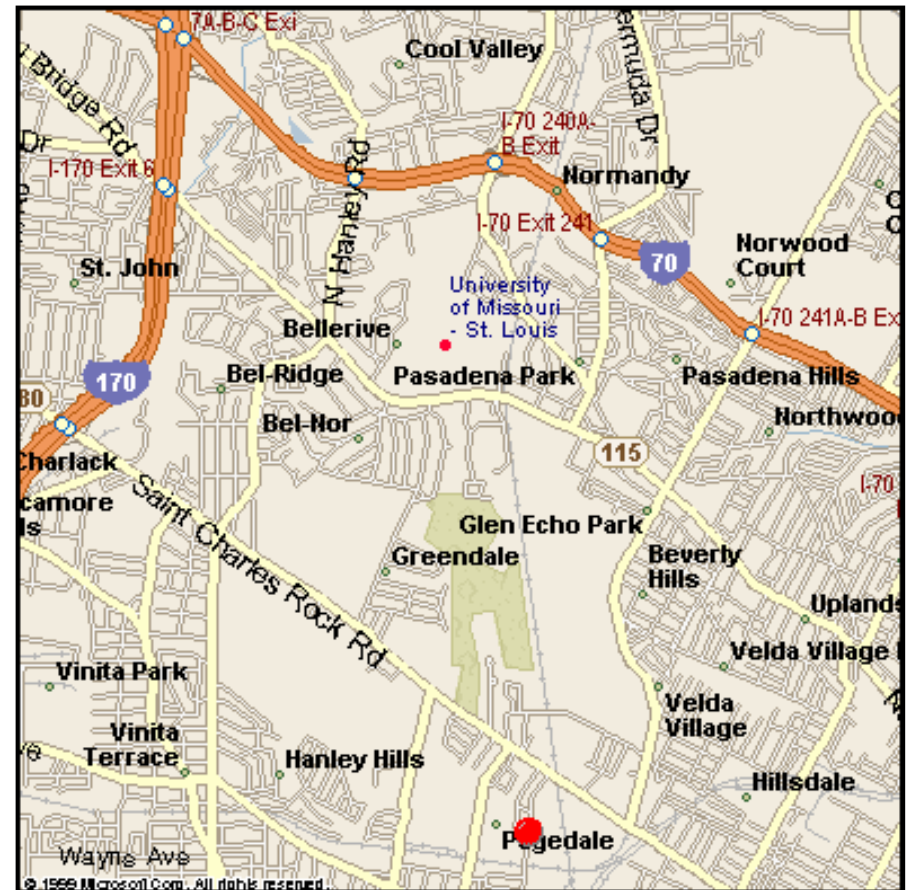 7A-B-C Exi
Cool Valley
ermuda Dr
Bridge Rd
Dr
I-70 240A-
B Exit
I-170 Exit 6
Normandy
N Hanley Rd
I-70 Exit 241
70
Norwood
Court
St. John
University
of Missouri
- St. Louis
I-70 241A-B Ex
Bellerive
170
Bel-Ridge
Pasadena Park
Pasadena Hills
80
Bel-Nor
Northwoo
115
Charlack
camore
ls
I-70
Saint Charles Rock Rd
Glen Echo Park
Greendale
Beverly
Hills
Uplands
Velda Village
Vinita Park
Velda
Village
Vinita
Terrace
Hanley Hills
Hillsdale
Pagedale
Wayne Ave
© 1999 Microsoft Corp. All rights reserved.